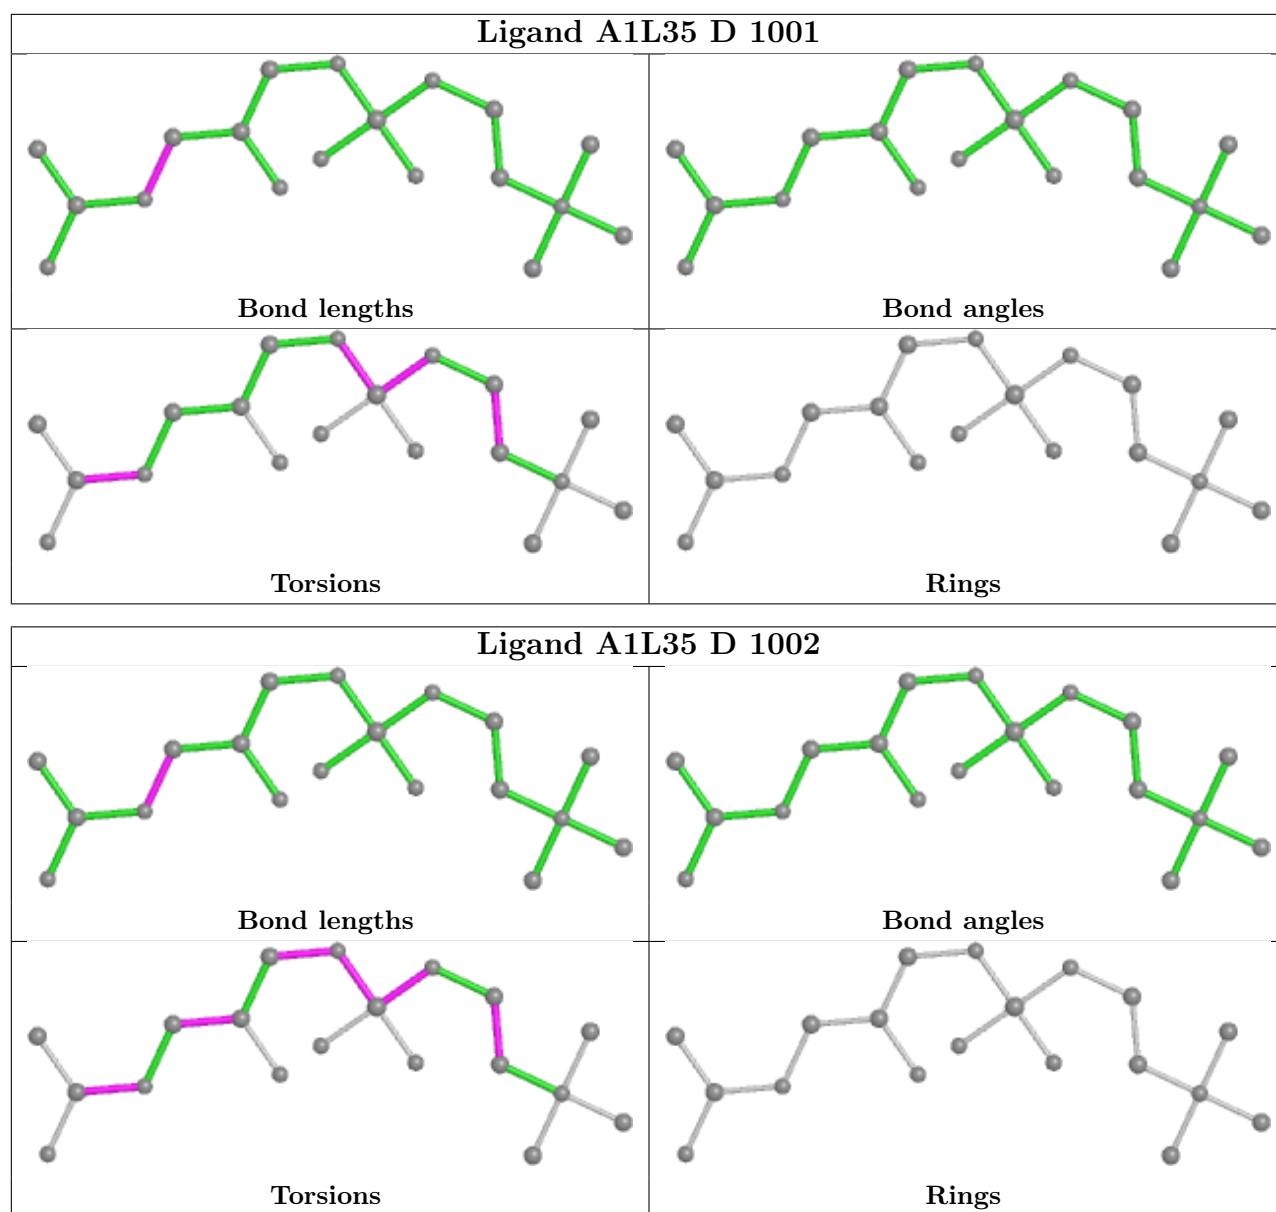 Ligand A1L35 D 1001
Bond lengths
Bond angles
Torsions
Rings
Ligand A1L35 D 1002
Bond lengths
Bond angles
Torsions
Rings